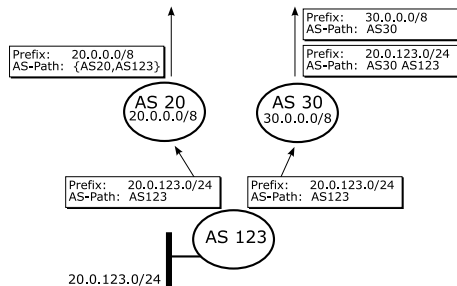 Prefix: 20.0.0.0/8
AS-Path: {AS20,AS123}
Prefix: 30.0.0.0/8
AS-Path: AS30
Prefix: 20.0.123.0/24
AS-Path: AS30 AS123
AS 20
20.0.0.0/8
AS 30
30.0.0.0/8
Prefix: 20.0.123.0/24
AS-Path: AS123
Prefix: 20.0.123.0/24
AS-Path: AS123
AS 123
20.0.123.0/24